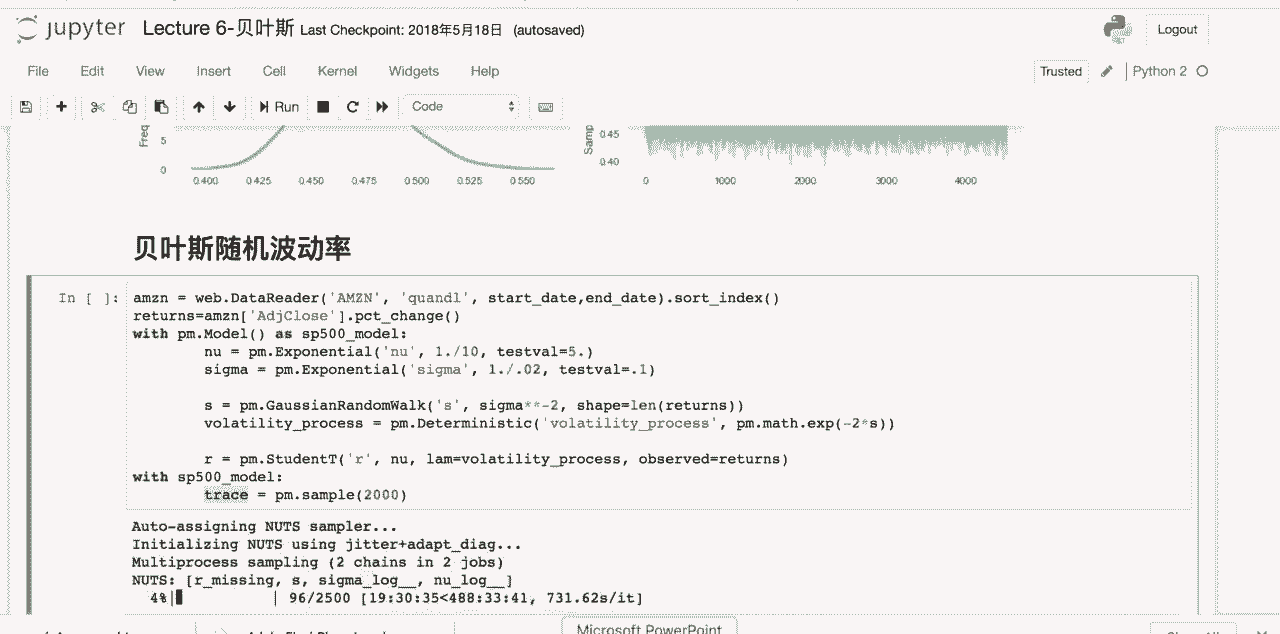 jupyter Lecture 6-贝叶斯 Last Checkpoint: 2018年5月18日 (autosaved) Logout
File Edit View Insert Cell Kernel Widgets Help Trusted Python 2
Run Code
Freq 5 0
0.400 0.425 0.450 0.475 0.500 0.525 0.550
Samp 0.45 0.40
0 1000 2000 3000 4000
贝叶斯随机波动率
In [ ]: amzn = web.DataReader('AMZN', 'quandl', start_date,end_date).sort_index()
returns=amzn['AdjClose'].pct_change()
with pm.Model() as sp500_model:
nu = pm.Exponential('nu', 1./10, testval=5.)
sigma = pm.Exponential('sigma', 1./.02, testval=.1)
s = pm.GaussianRandomWalk('s', sigma**-2, shape=len(returns))
volatility_process = pm.Deterministic('volatility_process', pm.math.exp(-2*s))
r = pm.StudentT('r', nu, lam=volatility_process, observed=returns)
with sp500_model:
trace = pm.sample(2000)
Auto-assigning NUTS sampler...
Initializing NUTS using jitter+adapt_diag...
Multiprocess sampling (2 chains in 2 jobs)
NUTS: [r_missing, s, sigma_log__, nu_log__]
4%| | 96/2500 [19:30:35<488:33:41, 731.62s/it]
Microsoft PowerPoint